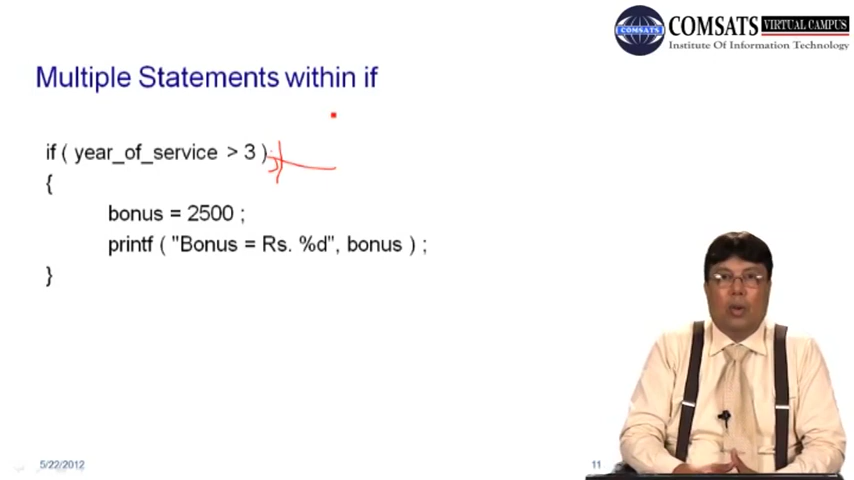 COMSATS VIRTUAL CAMPUS
COMSATS
Institute Of Information Technology
Multiple Statements within if
if ( year_of_service > 3 )
{
bonus = 2500 ;
printf ( "Bonus = Rs. %d", bonus ) ;
}
5/22/2012
11